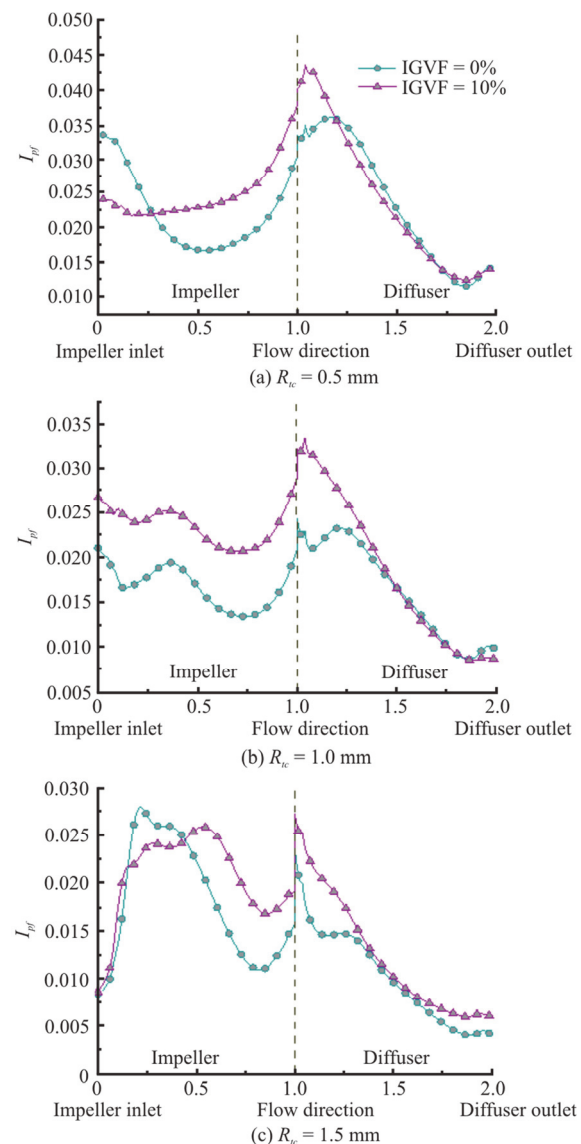 0.050
0.045
IGVF = 0%
0.040
IGVF = 10%
0.035
0.030
I_pf
0.025
0.020
0.015
Impeller Diffuser
0.010
0 0.5 1.0 1.5 2.0
Impeller inlet Flow direction Diffuser outlet
(a) R_tc = 0.5 mm
0.035
0.030
0.025
I_pf
0.020
0.015
0.010
Impeller Diffuser
0.005
0 0.5 1.0 1.5 2.0
Impeller inlet Flow direction Diffuser outlet
(b) R_tc = 1.0 mm
0.030
0.025
0.020
I_pf
0.015
0.010
0.005
Impeller Diffuser
0
0 0.5 1.0 1.5 2.0
Impeller inlet Flow direction Diffuser outlet
(c) R_tc = 1.5 mm